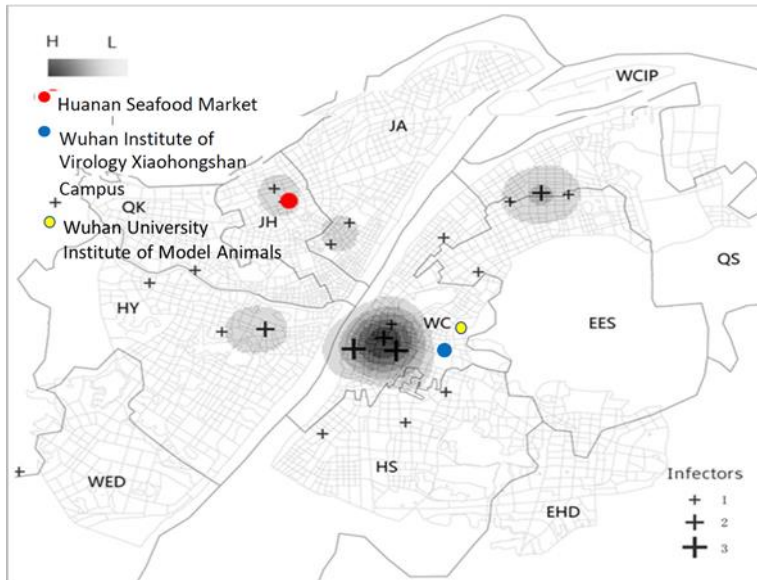 H L
Huanan Seafood Market
Wuhan Institute of
Virology Xiaohongshan
Campus
Wuhan University
Institute of Model Animals
WCIP
JA
QK
JH
QS
HY
WC
EES
WED
HS
EHD
Infectors
1
2
3